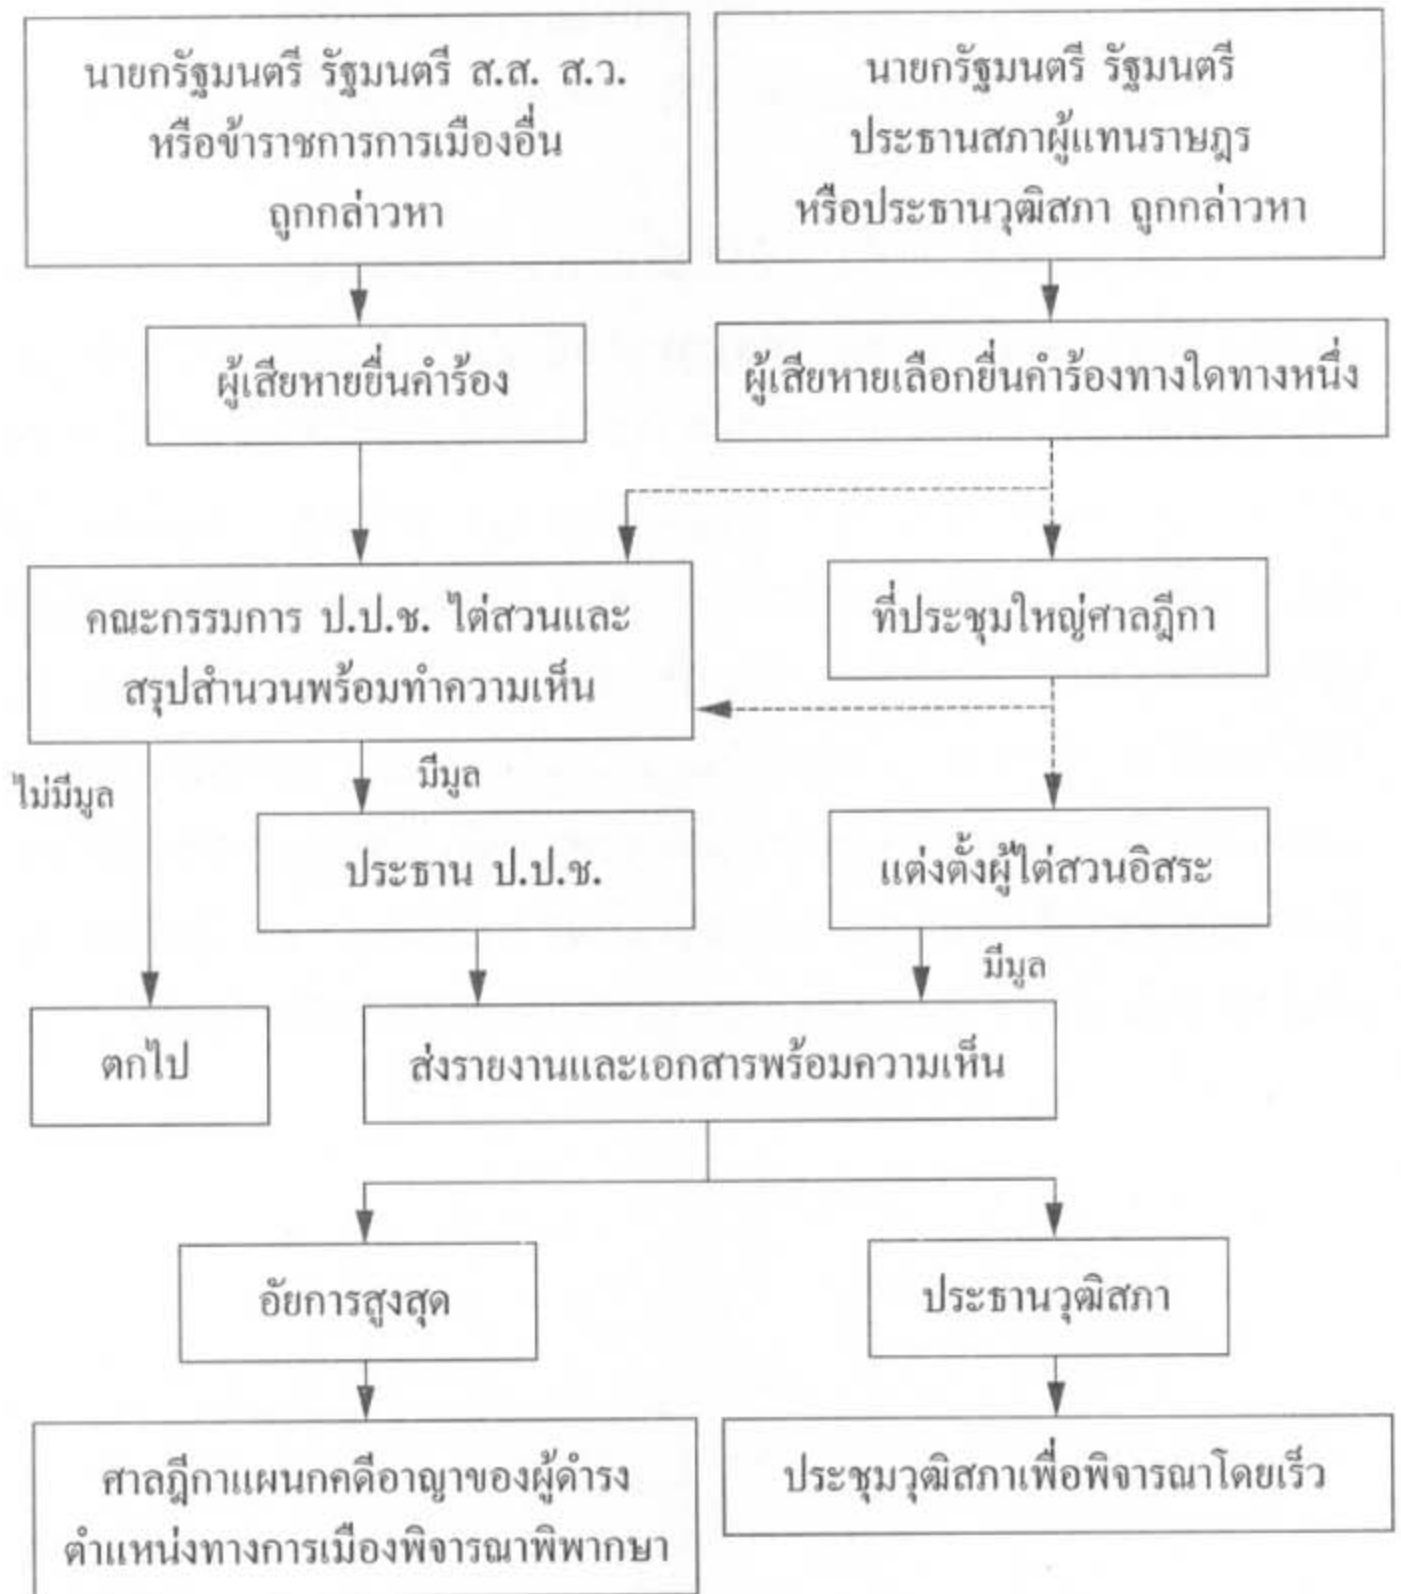 นายกรัฐมนตรี รัฐมนตรี ส.ส. ส.ว.
หรือข้าราชการการเมืองอื่น
ถูกกล่าวหา
นายกรัฐมนตรี รัฐมนตรี
ประธานสภาผู้แทนราษฎร
หรือประธานวุฒิสภา ถูกกล่าวหา
ผู้เสียหายยื่นคำร้อง
ผู้เสียหายเลือกยื่นคำร้องทางใดทางหนึ่ง
คณะกรรมการ ป.ป.ช. ไต่สวนและ
สรุปสำนวนพร้อมทำความเห็น
ที่ประชุมใหญ่ศาลฎีกา
ไม่มีมูล
มีมูล
ประธาน ป.ป.ช.
แต่งตั้งผู้ไต่สวนอิสระ
มีมูล
ตกไป
ส่งรายงานและเอกสารพร้อมความเห็น
อัยการสูงสุด
ประธานวุฒิสภา
ศาลฎีกาแผนกคดีอาญาของผู้ดำรง
ตำแหน่งทางการเมืองพิจารณาพิพากษา
ประชุมวุฒิสภาเพื่อพิจารณาโดยเร็ว